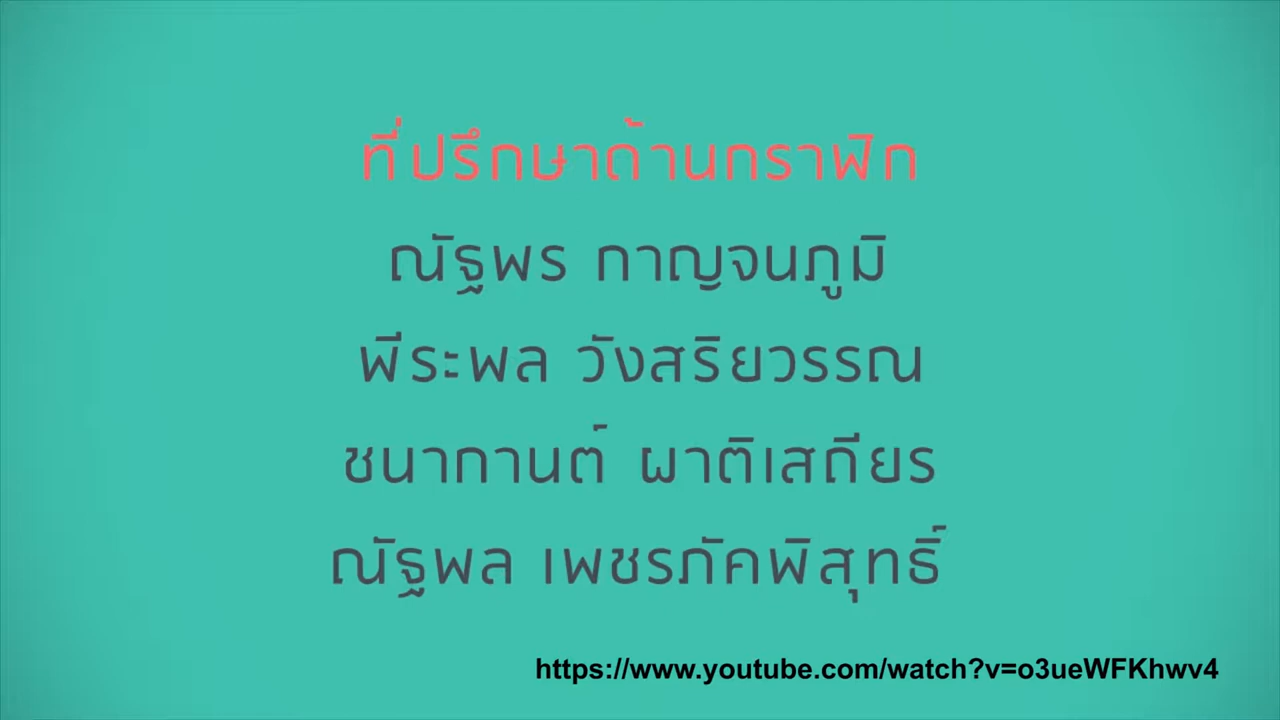 ที่ปรึกษาด้านกราฟิก
ณัฐพร กาญจนภูมิ
พีระพล วังสริยวรรณ
ชนากานต์ ผาติเสถียร
ณัฐพล เพชรภัคพิสุทธิ์
https://www.youtube.com/watch?v=o3ueWFKhwv4